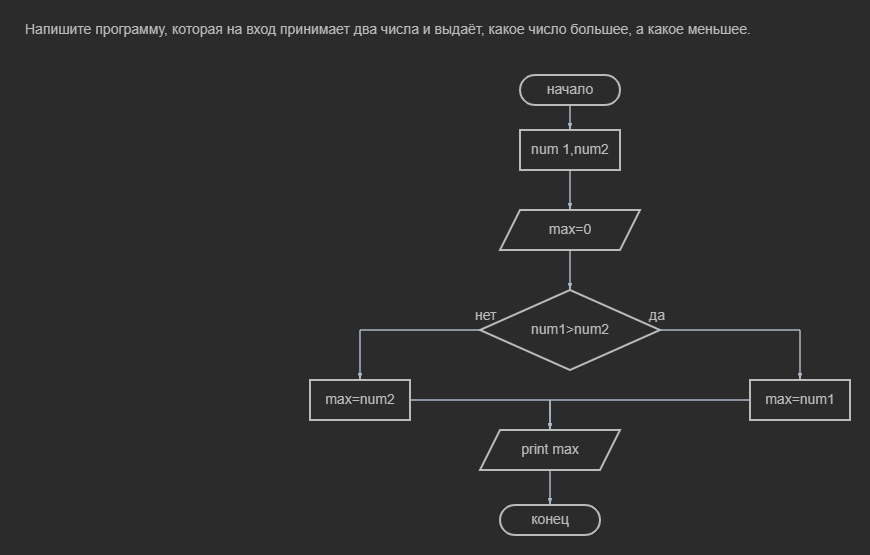 Напишите программу, которая на вход принимает два числа и выдаёт, какое число большее, а какое меньшее.
начало
num 1,num2
max=0
нет
да
num1>num2
max=num2
max=num1
print max
конец